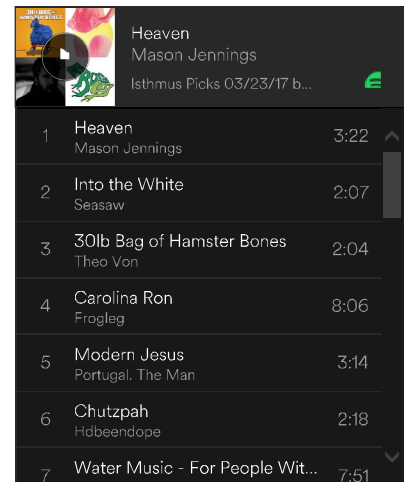 Heaven
Mason Jennings
Isthmus Picks 03/23/17 b...
1 Heaven 3:22
Mason Jennings
2 Into the White 2:07
Seasaw
3 30lb Bag of Hamster Bones 2:04
Theo Von
4 Carolina Ron 8:06
Frogleg
5 Modern Jesus 3:14
Portugal. The Man
6 Chutzpah 2:18
Hdbeendope
7 Water Music - For People Wit... 7:51